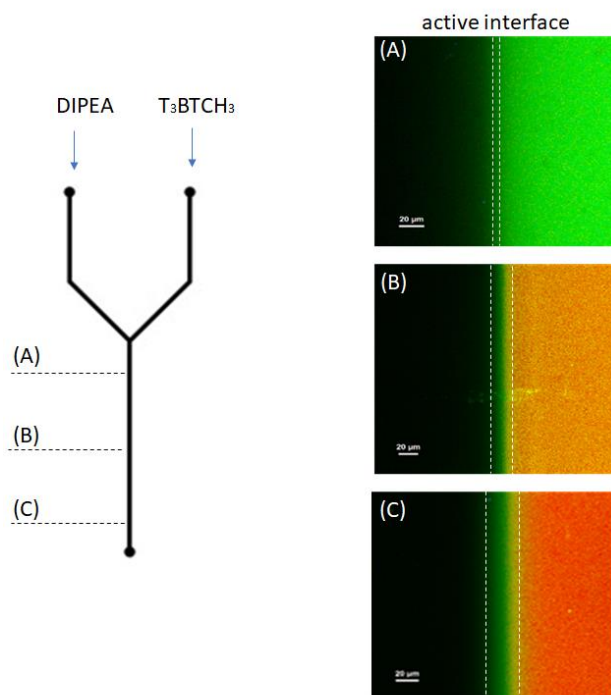 active interface
DIPEA
T₃BTCH₃
(A)
(B)
(C)
(A)
20 µm
(B)
20 µm
(C)
20 µm